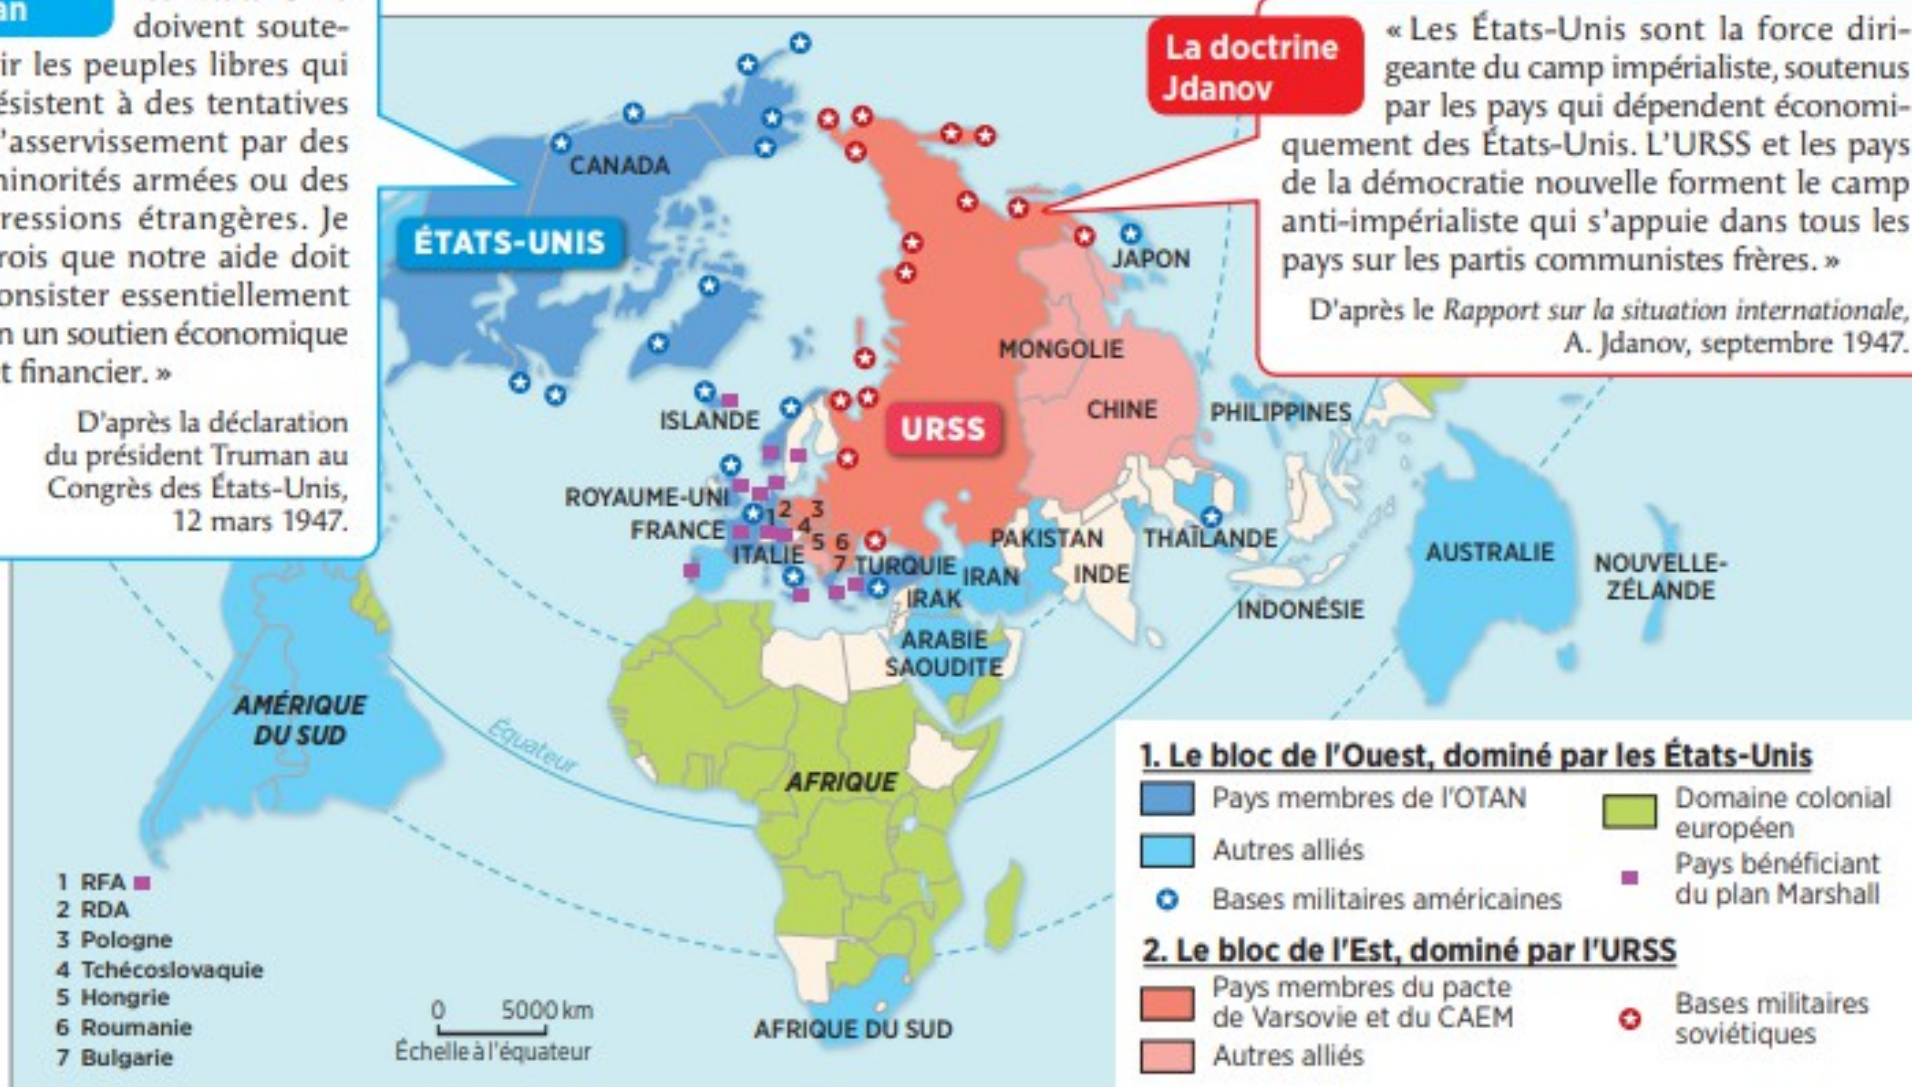 an
doivent soute-
ir les peuples libres qui
ésistent à des tentatives
'asservissement par des
minorités armées ou des
ressions étrangères. Je
rois que notre aide doit
onsister essentiellement
n un soutien économique
t financier. »
D'après la déclaration
du président Truman au
Congrès des États-Unis,
12 mars 1947.
La doctrine
Jdanov
« Les États-Unis sont la force diri-
geante du camp impérialiste, soutenus
par les pays qui dépendent économi-
quement des États-Unis. L'URSS et les pays
de la démocratie nouvelle forment le camp
anti-impérialiste qui s'appuie dans tous les
pays sur les partis communistes frères. »
D'après le Rapport sur la situation internationale,
A. Jdanov, septembre 1947.
CANADA
ÉTATS-UNIS
JAPON
MONGOLIE
CHINE
PHILIPPINES
ISLANDE
URSS
ROYAUME-UNI
FRANCE
1
2
3
4
5
6
7
ITALIE
TURQUIE
IRAN
IRAK
PAKISTAN
INDE
THAÏLANDE
INDONÉSIE
AUSTRALIE
NOUVELLE-
ZÉLANDE
ARABIE
SAOUDITE
AMÉRIQUE
DU SUD
Équateur
AFRIQUE
AFRIQUE DU SUD
1 RFA
2 RDA
3 Pologne
4 Tchécoslovaquie
5 Hongrie
6 Roumanie
7 Bulgarie
0 5000 km
Échelle à l'équateur
1. Le bloc de l'Ouest, dominé par les États-Unis
Pays membres de l'OTAN
Autres alliés
Bases militaires américaines
Domaine colonial
européen
Pays bénéficiant
du plan Marshall
2. Le bloc de l'Est, dominé par l'URSS
Pays membres du pacte
de Varsovie et du CAEM
Autres alliés
Bases militaires
soviétiques